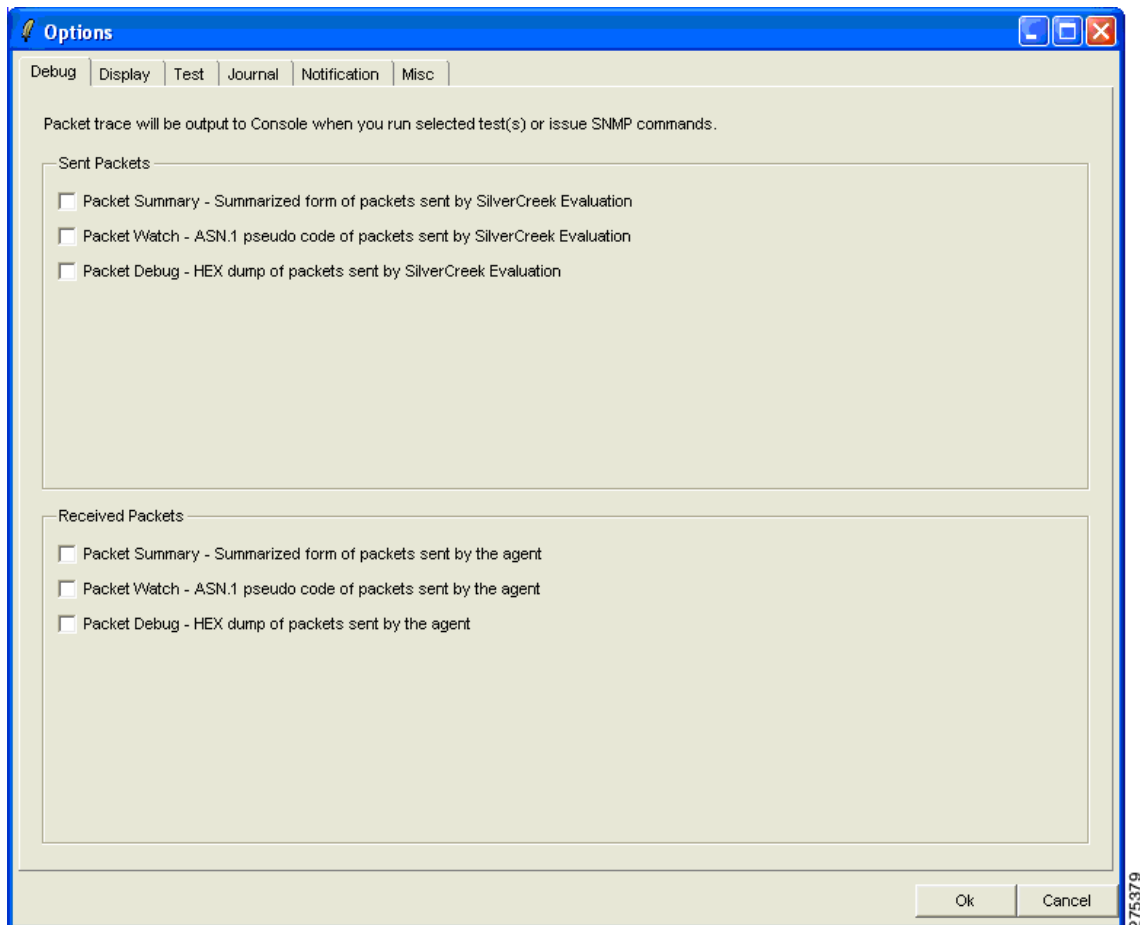 Options
Debug Display Test Journal Notification Misc
Packet trace will be output to Console when you run selected test(s) or issue SNMP commands.
Sent Packets
Packet Summary - Summarized form of packets sent by SilverCreek Evaluation
Packet Watch - ASN.1 pseudo code of packets sent by SilverCreek Evaluation
Packet Debug - HEX dump of packets sent by SilverCreek Evaluation
Received Packets
Packet Summary - Summarized form of packets sent by the agent
Packet Watch - ASN.1 pseudo code of packets sent by the agent
Packet Debug - HEX dump of packets sent by the agent
Ok Cancel
275379